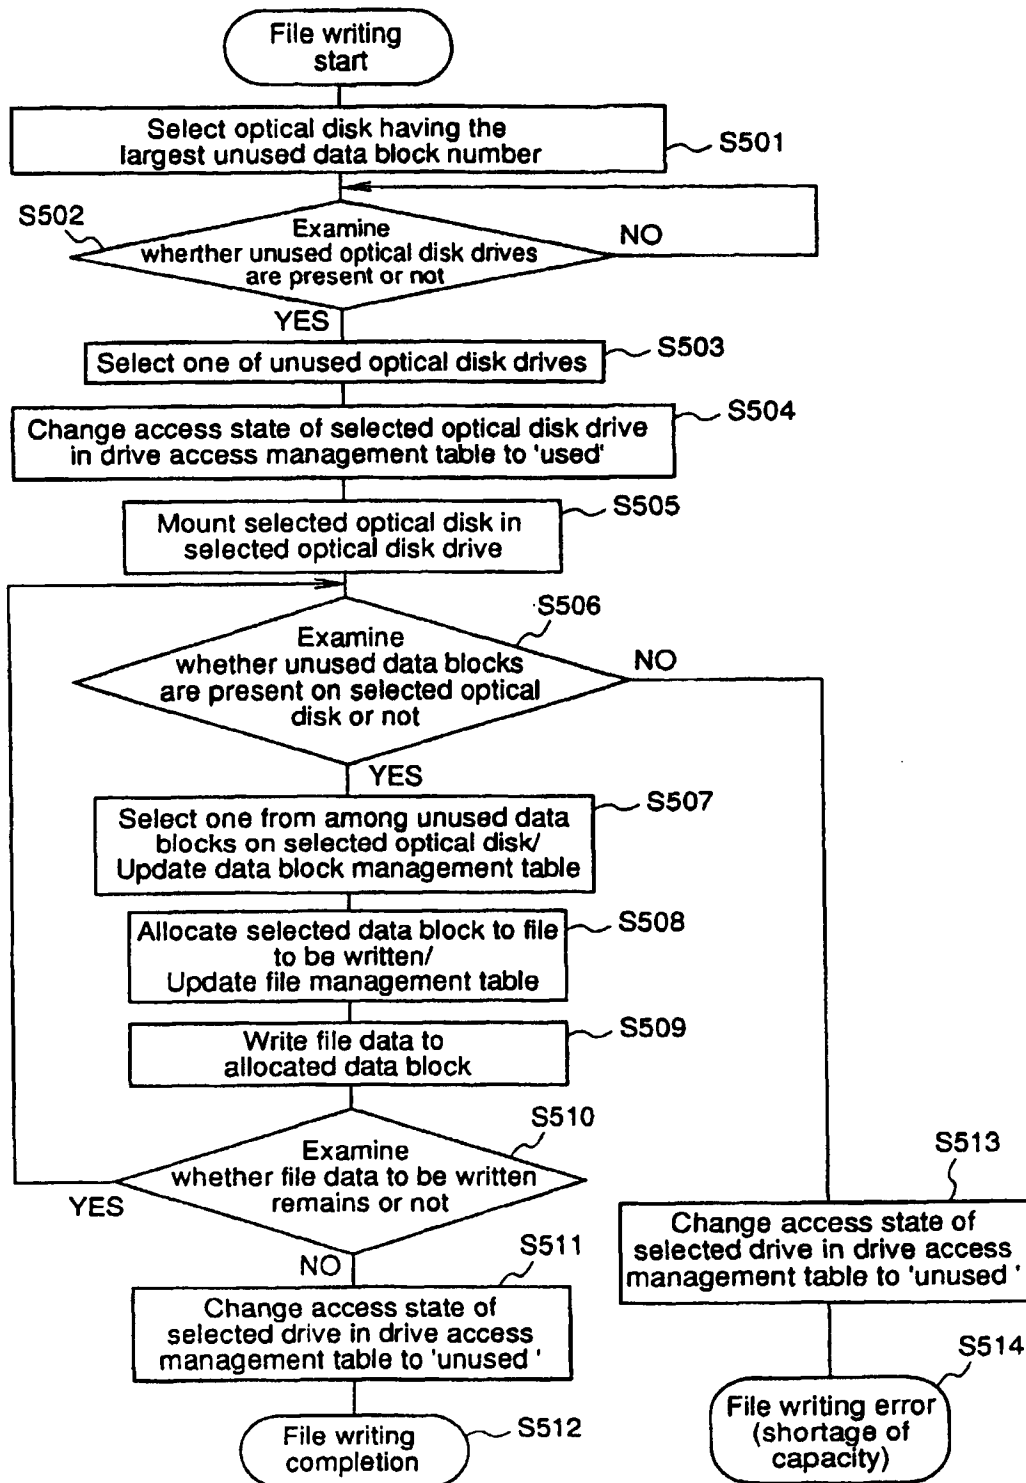 File writing
start
Select optical disk having the
largest unused data block number
S501
S502
Examine
wherther unused optical disk drives
are present or not
NO
YES
Select one of unused optical disk drives
S503
Change access state of selected optical disk drive
in drive access management table to 'used'
S504
Mount selected optical disk in
selected optical disk drive
S505
S506
Examine
whether unused data blocks
are present on selected optical
disk or not
NO
YES
Select one from among unused data
blocks on selected optical disk/
Update data block management table
S507
Allocate selected data block to file
to be written/
Update file management table
S508
Write file data to
allocated data block
S509
S510
Examine
whether file data to be written
remains or not
YES
NO
S511
Change access state of
selected drive in drive access
management table to 'unused '
File writing
completion
S512
S513
Change access state of
selected drive in drive access
management table to 'unused '
S514
File writing error
(shortage of
capacity)